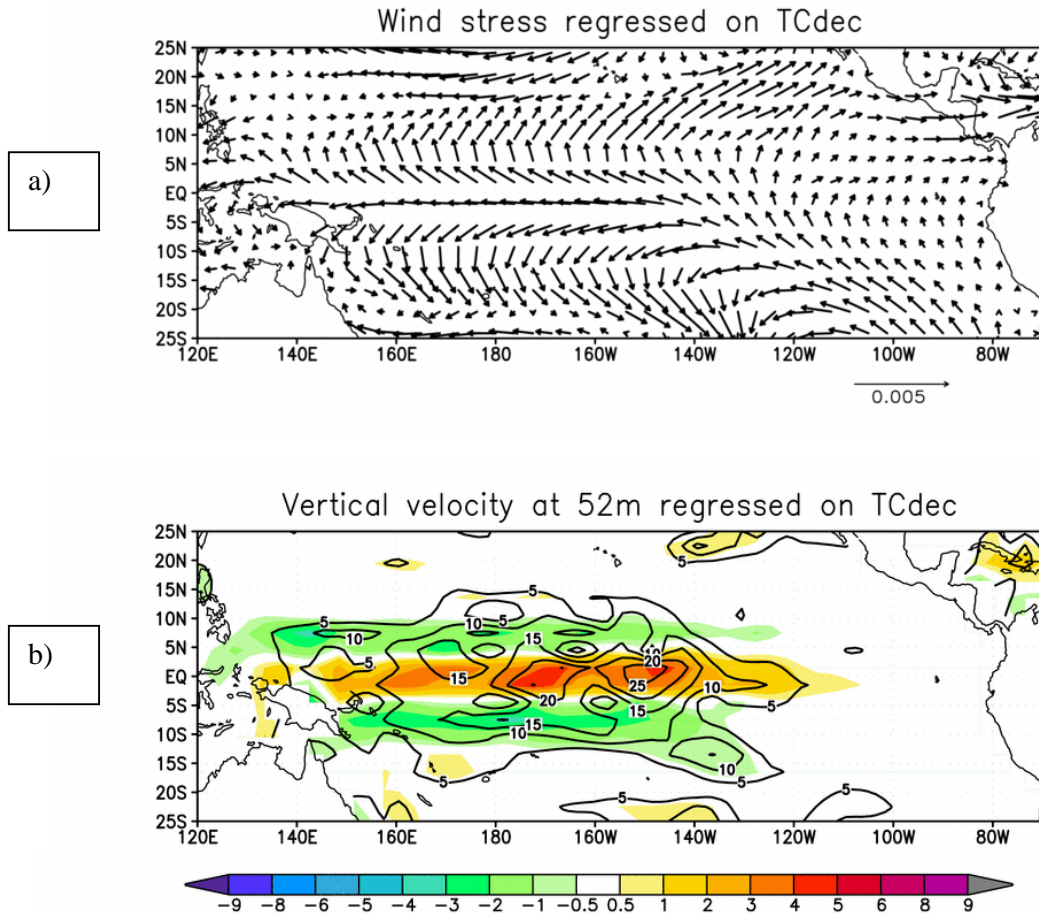 Wind stress regressed on TCdec
a)
25N
20N
15N
10N
5N
EQ
5S
10S
15S
20S
25S
120E 140E 160E 180 160W 140W 120W 100W 80W
0.005
Vertical velocity at 52m regressed on TCdec
b)
25N
20N
15N
10N
5N
EQ
5S
10S
15S
20S
25S
5 5 5 5 10 5 10 15 10 5 15 20 20 25 10 15 5 15 10 10 5 5 5 5
120E 140E 160E 180 160W 140W 120W 100W 80W
-9 -8 -6 -5 -4 -3 -2 -1 -0.5 0.5 1 2 3 4 5 6 8 9